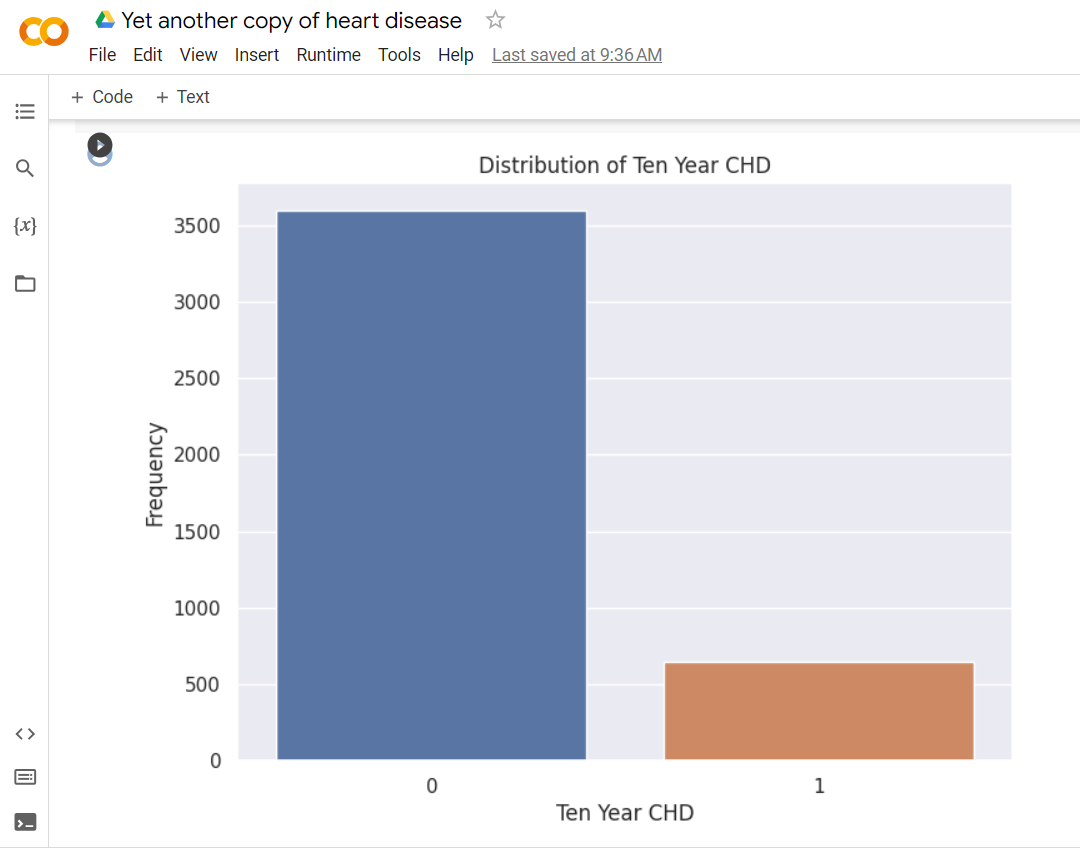 Yet another copy of heart disease
File Edit View Insert Runtime Tools Help Last saved at 9:36 AM
+ Code + Text
{x}
Distribution of Ten Year CHD
3500
3000
2500
2000
1500
1000
500
0
Frequency
0 1
Ten Year CHD